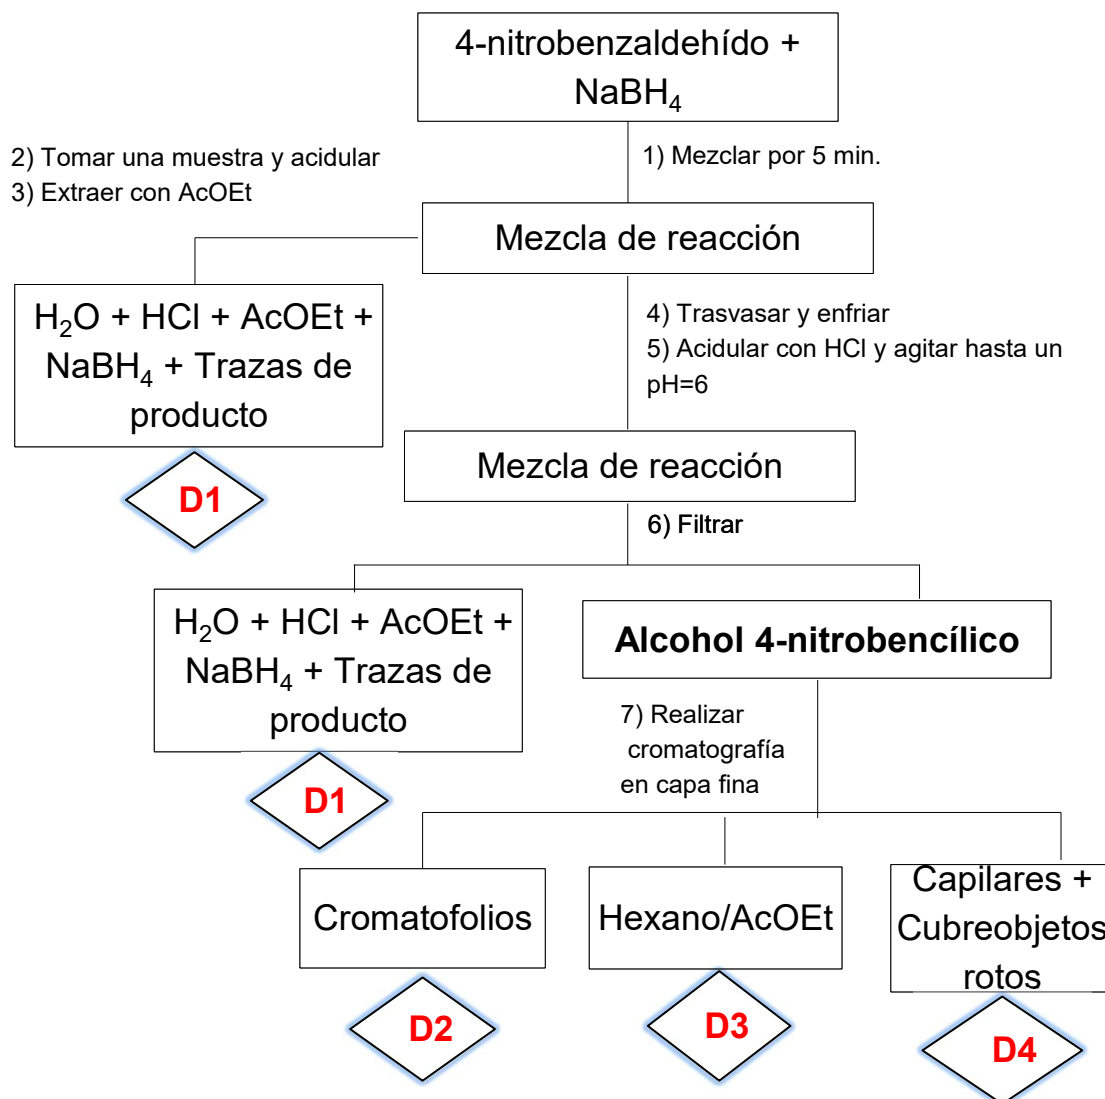 4-nitrobenzaldehído +
NaBH₄
2) Tomar una muestra y acidular
3) Extraer con AcOEt
1) Mezclar por 5 min.
Mezcla de reacción
H₂O + HCl + AcOEt +
NaBH₄ + Trazas de
producto
D1
4) Trasvasar y enfriar
5) Acidular con HCl y agitar hasta un
pH=6
Mezcla de reacción
6) Filtrar
H₂O + HCl + AcOEt +
NaBH₄ + Trazas de
producto
D1
Alcohol 4-nitrobencílico
7) Realizar
cromatografía
en capa fina
Cromatofolios
D2
Hexano/AcOEt
D3
Capilares +
Cubreobjetos
rotos
D4